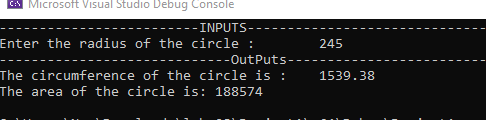 Microsoft Visual Studio Debug Console
-------------------------INPUTS------------------------------
Enter the radius of the circle : 245
-----------------------------OutPuts-------------------------
The circumference of the circle is : 1539.38
The area of the circle is: 188574